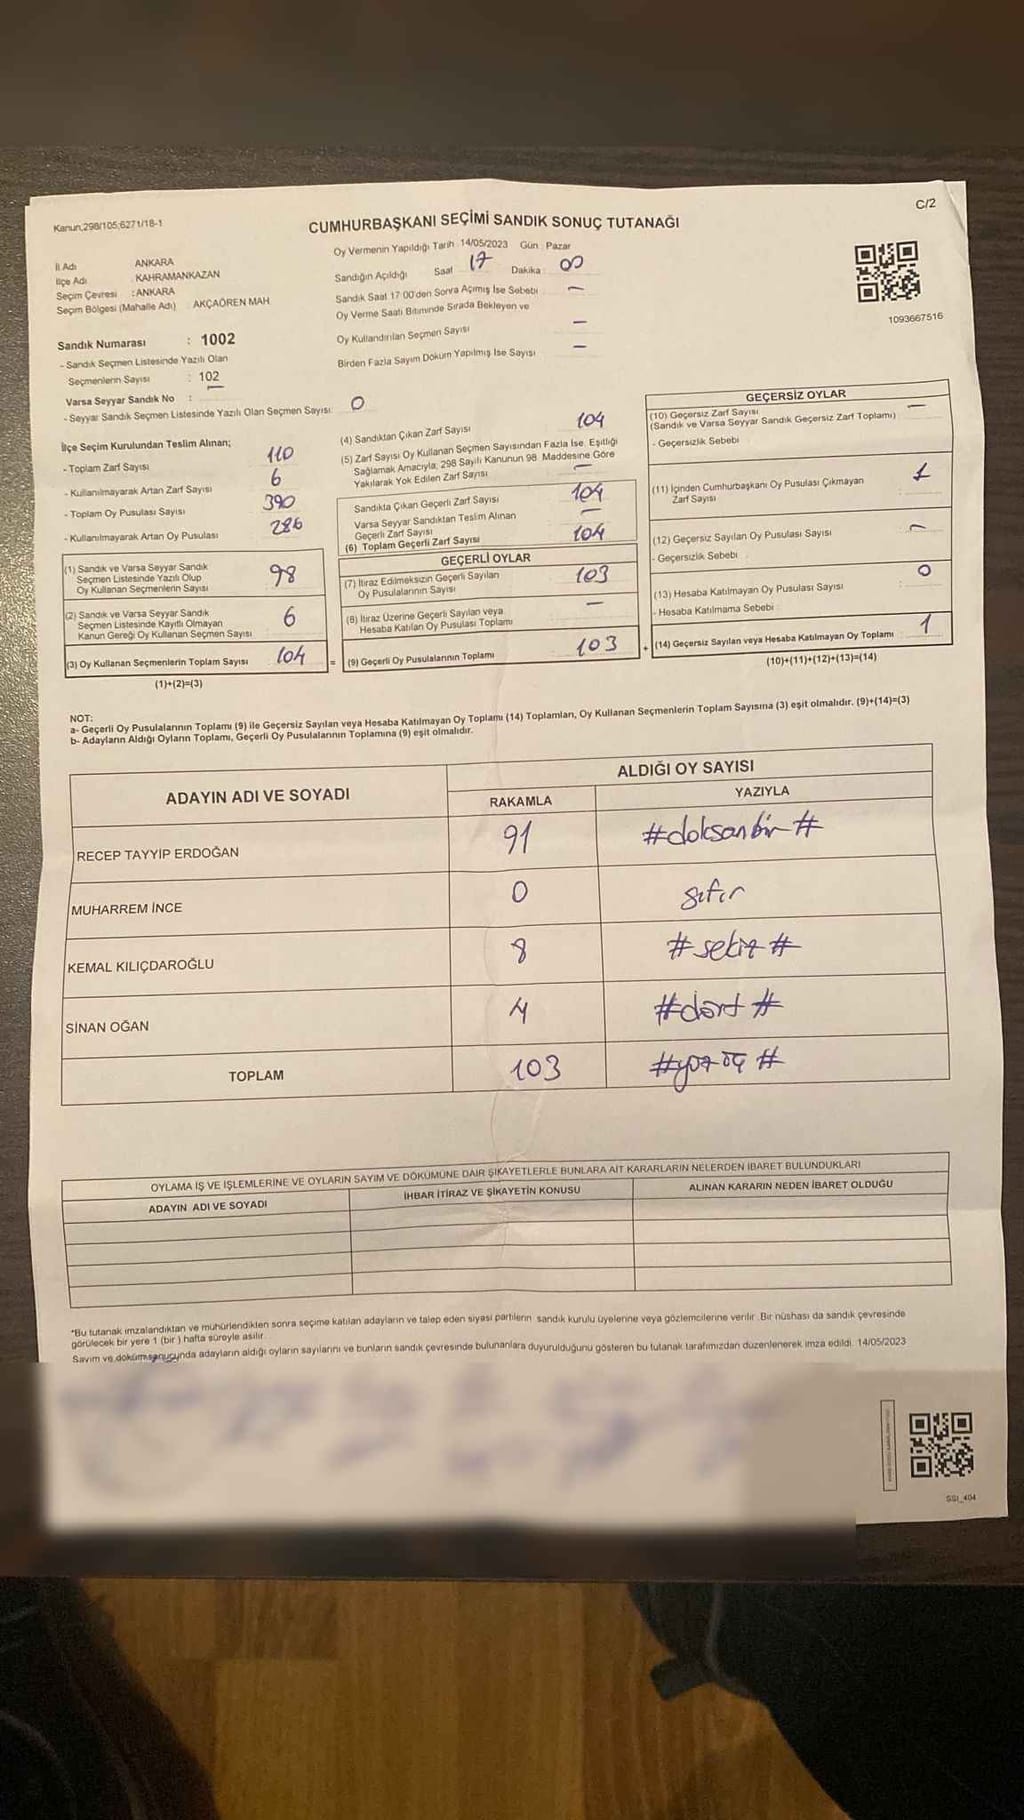 C/2
Kanun,298/105;6271/18-1
CUMHURBAŞKANI SEÇİMİ SANDIK SONUÇ TUTANAĞI
İl Adı ANKARA
İlçe Adı KAHRAMANKAZAN
Seçim Çevresi : ANKARA
Seçim Bölgesi (Mahalle Adı) AKÇAÖREN MAH
Oy Vermenin Yapıldığı Tarih 14/05/2023 Gün : Pazar
Sandığın Açıldığı Saat 17 Dakika 00
Sandık Saat 17 00'den Sonra Açmış İse Sebebi –
Oy Verme Saati Bitiminde Sırada Bekleyen ve
Oy Kullandırılan Seçmen Sayısı –
Birden Fazla Sayım Döküm Yapılmış İse Sayısı –
1093667516
Sandık Numarası : 1002
- Sandık Seçmen Listesinde Yazılı Olan
Seçmenlerin Sayısı : 102
Varsa Seyyar Sandık No : –
- Seyyar Sandık Seçmen Listesinde Yazılı Olan Seçmen Sayısı: 0
İlçe Seçim Kurulundan Teslim Alınan;
- Toplam Zarf Sayısı 110
- Kullanılmayarak Artan Zarf Sayısı 6
- Toplam Oy Pusulası Sayısı 390
- Kullanılmayarak Artan Oy Pusulası 286
(1) Sandık ve Varsa Seyyar Sandık
Seçmen Listesinde Yazılı Olup
Oy Kullanan Seçmenlerin Sayısı 98
(2) Sandık ve Varsa Seyyar Sandık
Seçmen Listesinde Kayıtlı Olmayan
Kanun Gereği Oy Kullanan Seçmen Sayısı 6
(3) Oy Kullanan Seçmenlerin Toplam Sayısı 104 =
(1)+(2)=(3)
(4) Sandıktan Çıkan Zarf Sayısı 104
(5) Zarf Sayısı Oy Kullanan Seçmen Sayısından Fazla İse, Eşitliği
Sağlamak Amacıyla, 298 Sayılı Kanunun 98. Maddesine Göre
Yakılarak Yok Edilen Zarf Sayısı –
Sandıkta Çıkan Geçerli Zarf Sayısı 104
Varsa Seyyar Sandıktan Teslim Alınan
Geçerli Zarf Sayısı –
(6) Toplam Geçerli Zarf Sayısı 104
GEÇERLİ OYLAR
(7) İtiraz Edilmeksizin Geçerli Sayılan
Oy Pusulalarının Sayısı 103
(8) İtiraz Üzerine Geçerli Sayılan veya
Hesaba Katılan Oy Pusulası Toplamı –
(9) Geçerli Oy Pusulalarının Toplamı 103 +
GEÇERSİZ OYLAR
(10) Geçersiz Zarf Sayısı –
(Sandık ve Varsa Seyyar Sandık Geçersiz Zarf Toplamı)
- Geçersizlik Sebebi
(11) İçinden Cumhurbaşkanı Oy Pusulası Çıkmayan 1
Zarf Sayısı
(12) Geçersiz Sayılan Oy Pusulası Sayısı –
- Geçersizlik Sebebi
(13) Hesaba Katılmayan Oy Pusulası Sayısı 0
- Hesaba Katılmama Sebebi
(14) Geçersiz Sayılan veya Hesaba Katılmayan Oy Toplamı 1
(10)+(11)+(12)+(13)=(14)
NOT:
a- Geçerli Oy Pusulalarının Toplamı (9) ile Geçersiz Sayılan veya Hesaba Katılmayan Oy Toplamı (14) Toplamları, Oy Kullanan Seçmenlerin Toplam Sayısına (3) eşit olmalıdır. (9)+(14)=(3)
b- Adayların Aldığı Oyların Toplamı, Geçerli Oy Pusulalarının Toplamına (9) eşit olmalıdır.
ADAYIN ADI VE SOYADI ALDIĞI OY SAYISI
RAKAMLA YAZIYLA
RECEP TAYYİP ERDOĞAN 91 #doksanbir#
MUHARREM İNCE 0 sıfır
KEMAL KILIÇDAROĞLU 8 #sekiz#
SİNAN OĞAN 4 #dört#
TOPLAM 103 #yüz üç#
OYLAMA İŞ VE İŞLEMLERİNE VE OYLARIN SAYIM VE DÖKÜMÜNE DAİR ŞİKAYETLERLE BUNLARA AİT KARARLARIN NELERDEN İBARET BULUNDUKLARI
ADAYIN ADI VE SOYADI İHBAR İTİRAZ VE ŞİKAYETİN KONUSU ALINAN KARARIN NEDEN İBARET OLDUĞU
*Bu tutanak imzalandıktan ve mühürlendikten sonra seçime katılan adayların ve talep eden siyasi partilerin sandık kurulu üyelerine veya gözlemcilerine verilir. Bir nüshası da sandık çevresinde
görülecek bir yere 1 (bir ) hafta süreyle asılır.
Sayım ve döküm sonucunda adayların aldığı oyların sayılarını ve bunların sandık çevresinde bulunanlara duyurulduğunu gösteren bu tutanak tarafımızdan düzenlenerek imza edildi. 14/05/2023
SSI_404